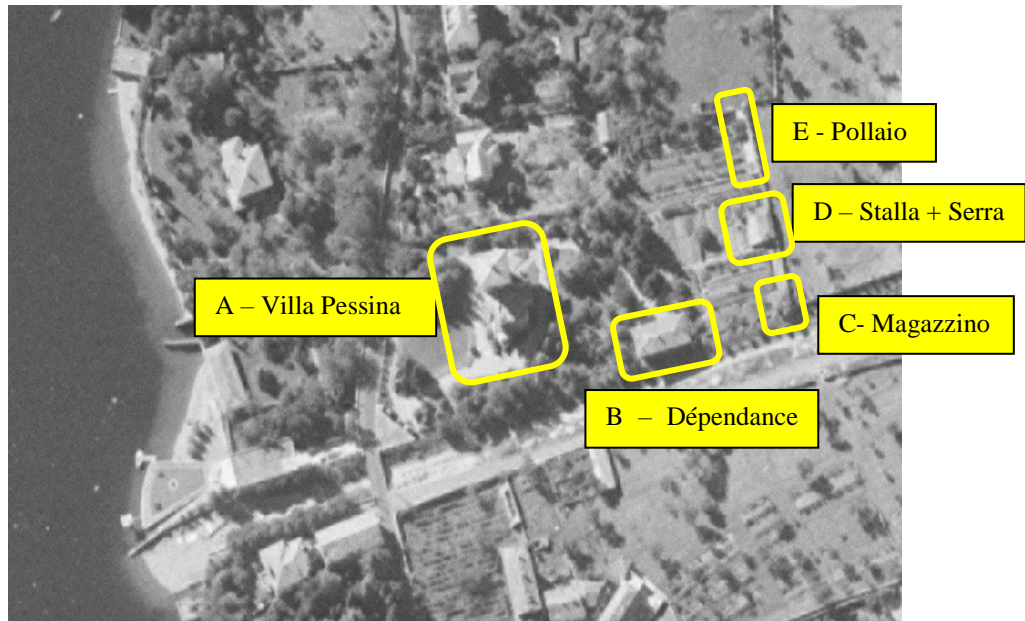 E - Pollaio
D – Stalla + Serra
A – Villa Pessina
C- Magazzino
B – Dépendance